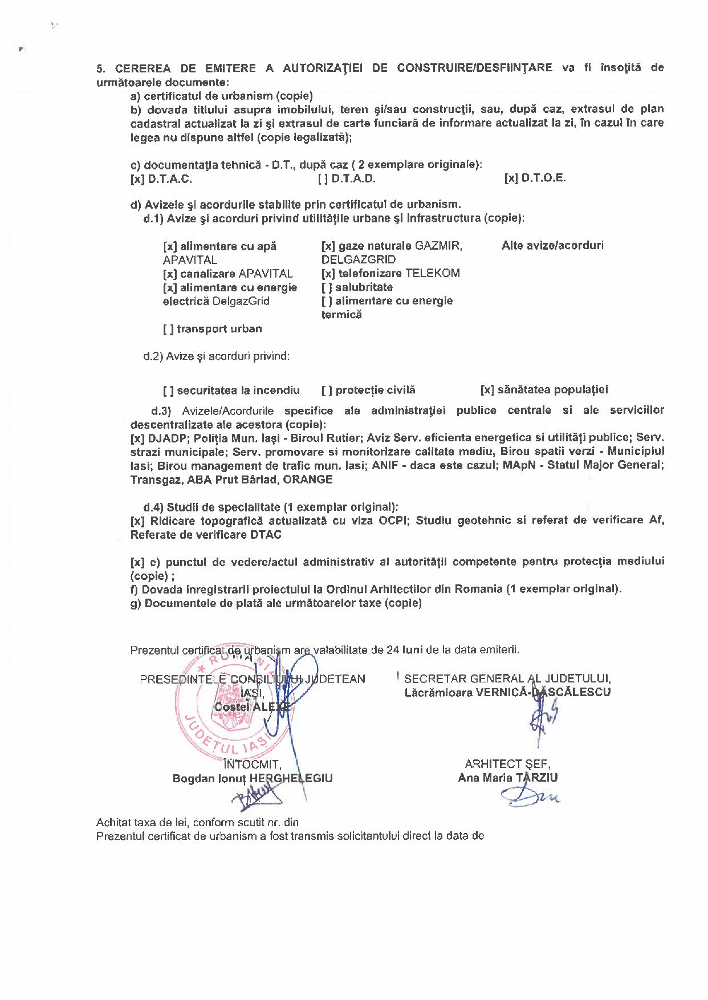 5. CEREREA DE EMITERE A AUTORIZAŢIEI DE CONSTRUIRE/DESFIINŢARE va fi însoţită de
următoarele documente:
a) certificatul de urbanism (copie)
b) dovada titlului asupra imobilului, teren şi/sau construcţii, sau, după caz, extrasul de plan
cadastral actualizat la zi şi extrasul de carte funciară de informare actualizat la zi, în cazul în care
legea nu dispune altfel (copie legalizată);
c) documentaţia tehnică - D.T., după caz ( 2 exemplare originale):
[x] D.T.A.C. [ ] D.T.A.D. [x] D.T.O.E.
d) Avizele şi acordurile stabilite prin certificatul de urbanism.
d.1) Avize şi acorduri privind utilităţile urbane şi infrastructura (copie):
[x] alimentare cu apă [x] gaze naturale GAZMIR, Alte avize/acorduri
APAVITAL DELGAZGRID
[x] canalizare APAVITAL [x] telefonizare TELEKOM
[x] alimentare cu energie [ ] salubritate
electrică DelgazGrid [ ] alimentare cu energie
termică
[ ] transport urban
d.2) Avize şi acorduri privind:
[ ] securitatea la incendiu [ ] protecţie civilă [x] sănătatea populaţiei
d.3) Avizele/Acordurile specifice ale administraţiei publice centrale si ale serviciilor
descentralizate ale acestora (copie):
[x] DJADP; Poliţia Mun. Iaşi - Biroul Rutier; Aviz Serv. eficienta energetica si utilităţi publice; Serv.
strazi municipale; Serv. promovare si monitorizare calitate mediu, Birou spatii verzi - Municipiul
Iasi; Birou management de trafic mun. Iasi; ANIF - daca este cazul; MApN - Statul Major General;
Transgaz, ABA Prut Bârlad, ORANGE
d.4) Studii de specialitate (1 exemplar original):
[x] Ridicare topografică actualizată cu viza OCPI; Studiu geotehnic si referat de verificare Af,
Referate de verificare DTAC
[x] e) punctul de vedere/actul administrativ al autorităţii competente pentru protecţia mediului
(copie) ;
f) Dovada inregistrarii proiectului la Ordinul Arhitectilor din Romania (1 exemplar original).
g) Documentele de plată ale următoarelor taxe (copie)
Prezentul certificat de urbanism are valabilitate de 24 luni de la data emiterii.
ROMÂNIA
PRESEDINTELE CONSILIULUI JUDETEAN SECRETAR GENERAL AL JUDETULUI,
IAŞI, Lăcrămioara VERNICĂ-DĂSCĂLESCU
Costel ALEXE
JUDEŢUL IAŞI
ÎNTOCMIT, ARHITECT ŞEF,
Bogdan Ionuţ HERGHELEGIU Ana Maria TÂRZIU
Achitat taxa de lei, conform scutit nr. din
Prezentul certificat de urbanism a fost transmis solicitantului direct la data de